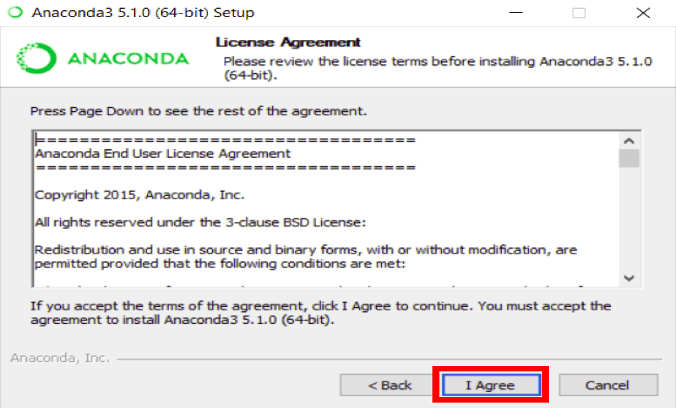 Anaconda3 5.1.0 (64-bit) Setup
ANACONDA
License Agreement
Please review the license terms before installing Anaconda3 5.1.0
(64-bit).
Press Page Down to see the rest of the agreement.
===================================
Anaconda End User License Agreement
===================================
Copyright 2015, Anaconda, Inc.
All rights reserved under the 3-clause BSD License:
Redistribution and use in source and binary forms, with or without modification, are
permitted provided that the following conditions are met:
If you accept the terms of the agreement, click I Agree to continue. You must accept the
agreement to install Anaconda3 5.1.0 (64-bit).
Anaconda, Inc.
< Back
I Agree
Cancel